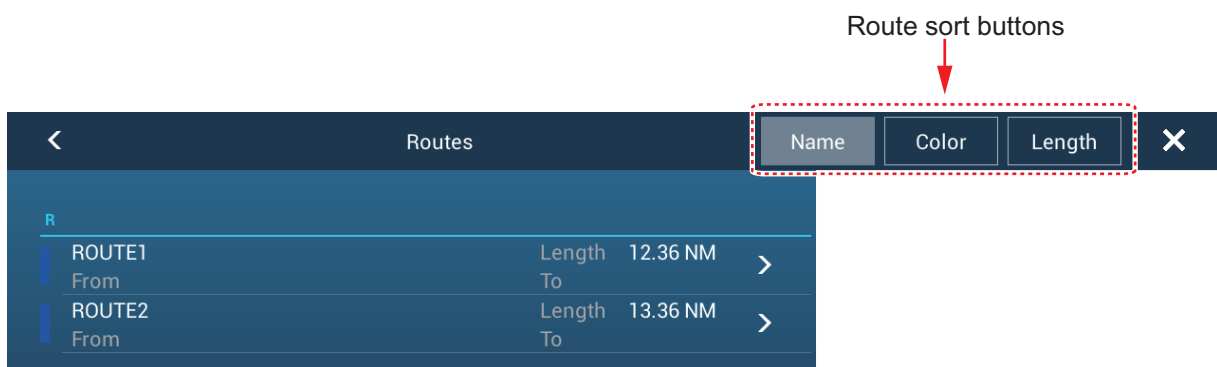 Route sort buttons
Routes Name Color Length
R
ROUTE1 Length 12.36 NM
From To
ROUTE2 Length 13.36 NM
From To